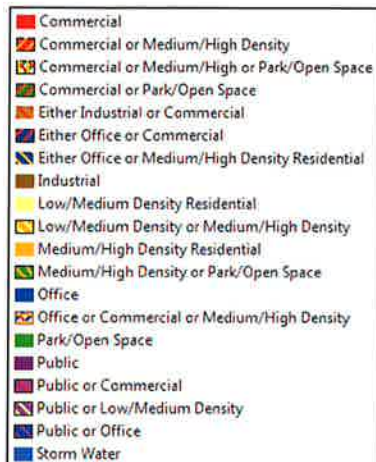 Commercial
Commercial or Medium/High Density
Commercial or Medium/High or Park/Open Space
Commercial or Park/Open Space
Either Industrial or Commercial
Either Office or Commercial
Either Office or Medium/High Density Residential
Industrial
Low/Medium Density Residential
Low/Medium Density or Medium/High Density
Medium/High Density Residential
Medium/High Density or Park/Open Space
Office
Office or Commercial or Medium/High Density
Park/Open Space
Public
Public or Commercial
Public or Low/Medium Density
Public or Office
Storm Water